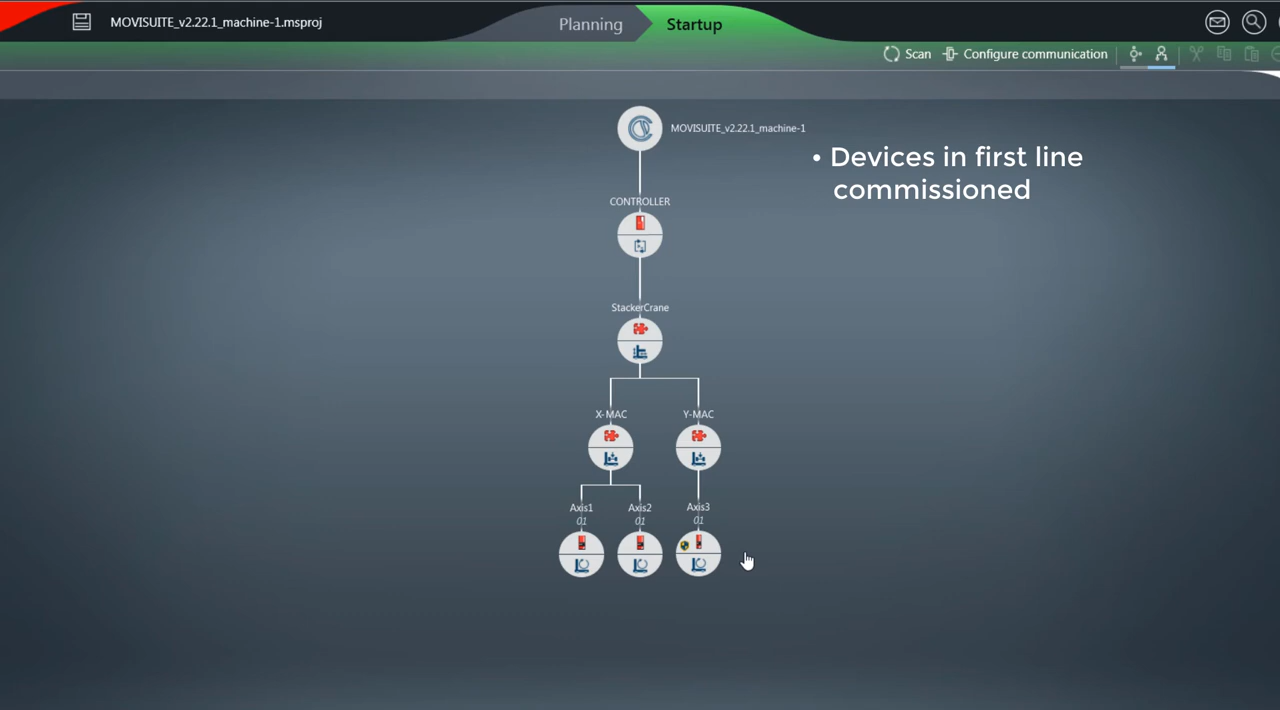 MOVISUITE_v2.22.1_machine-1.msproj
Planning
Startup
Scan
Configure communication
MOVISUITE_v2.22.1_machine-1
• Devices in first line
commissioned
CONTROLLER
StackerCrane
X-MAC
Y-MAC
Axis1
Axis2
Axis3
01
01
01